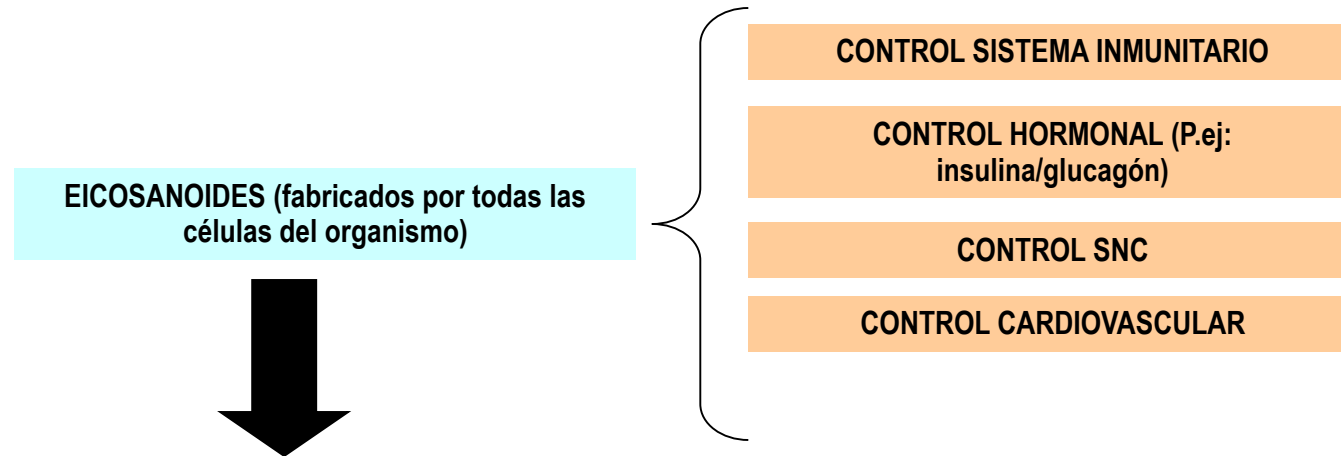 CONTROL SISTEMA INMUNITARIO
CONTROL HORMONAL (P.ej:
insulina/glucagón)
EICOSANOIDES (fabricados por todas las
células del organismo)
CONTROL SNC
CONTROL CARDIOVASCULAR